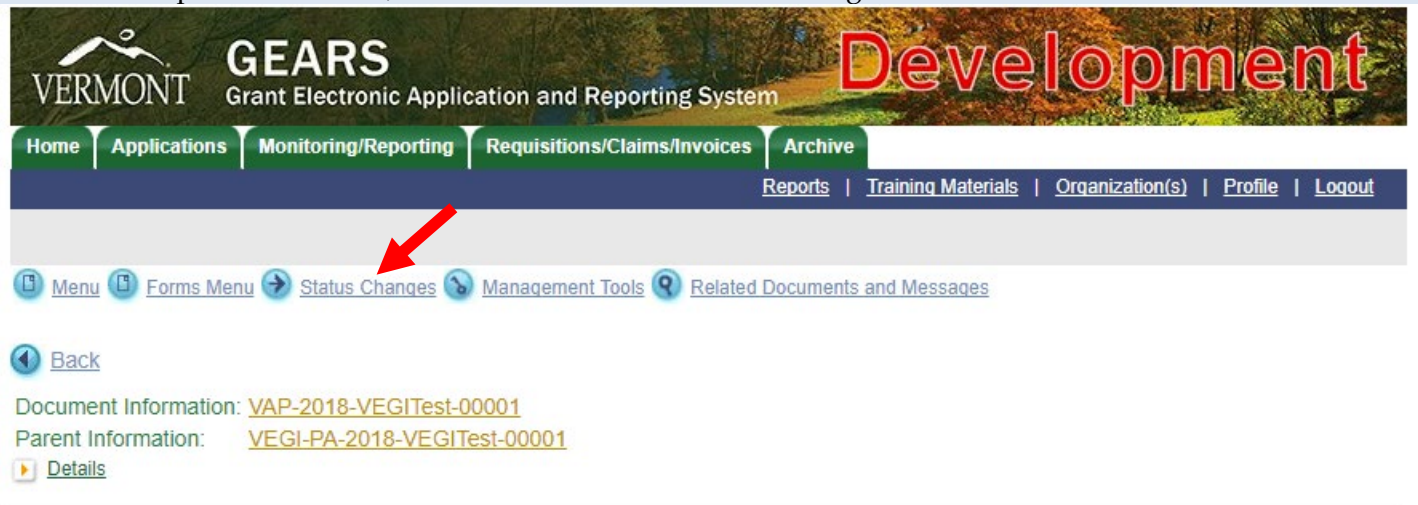 VERMONT
GEARS
Grant Electronic Application and Reporting System
Development
Home Applications Monitoring/Reporting Requisitions/Claims/Invoices Archive
Reports | Training Materials | Organization(s) | Profile | Logout
Menu Forms Menu Status Changes Management Tools Related Documents and Messages
Back
Document Information: VAP-2018-VEGITest-00001
Parent Information: VEGI-PA-2018-VEGITest-00001
Details